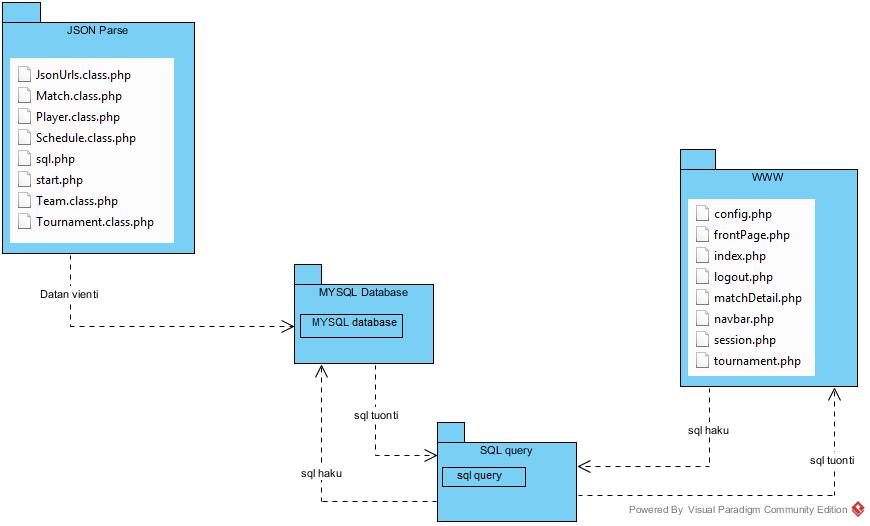 JSON Parse
JsonUrls.class.php
Match.class.php
Player.class.php
Schedule.class.php
sql.php
start.php
Team.class.php
Tournament.class.php
Datan vienti
MYSQL Database
MYSQL database
sql tuonti
sql haku
SQL query
sql query
WWW
config.php
frontPage.php
index.php
logout.php
matchDetail.php
navbar.php
session.php
tournament.php
sql haku
sql tuonti
Powered By Visual Paradigm Community Edition